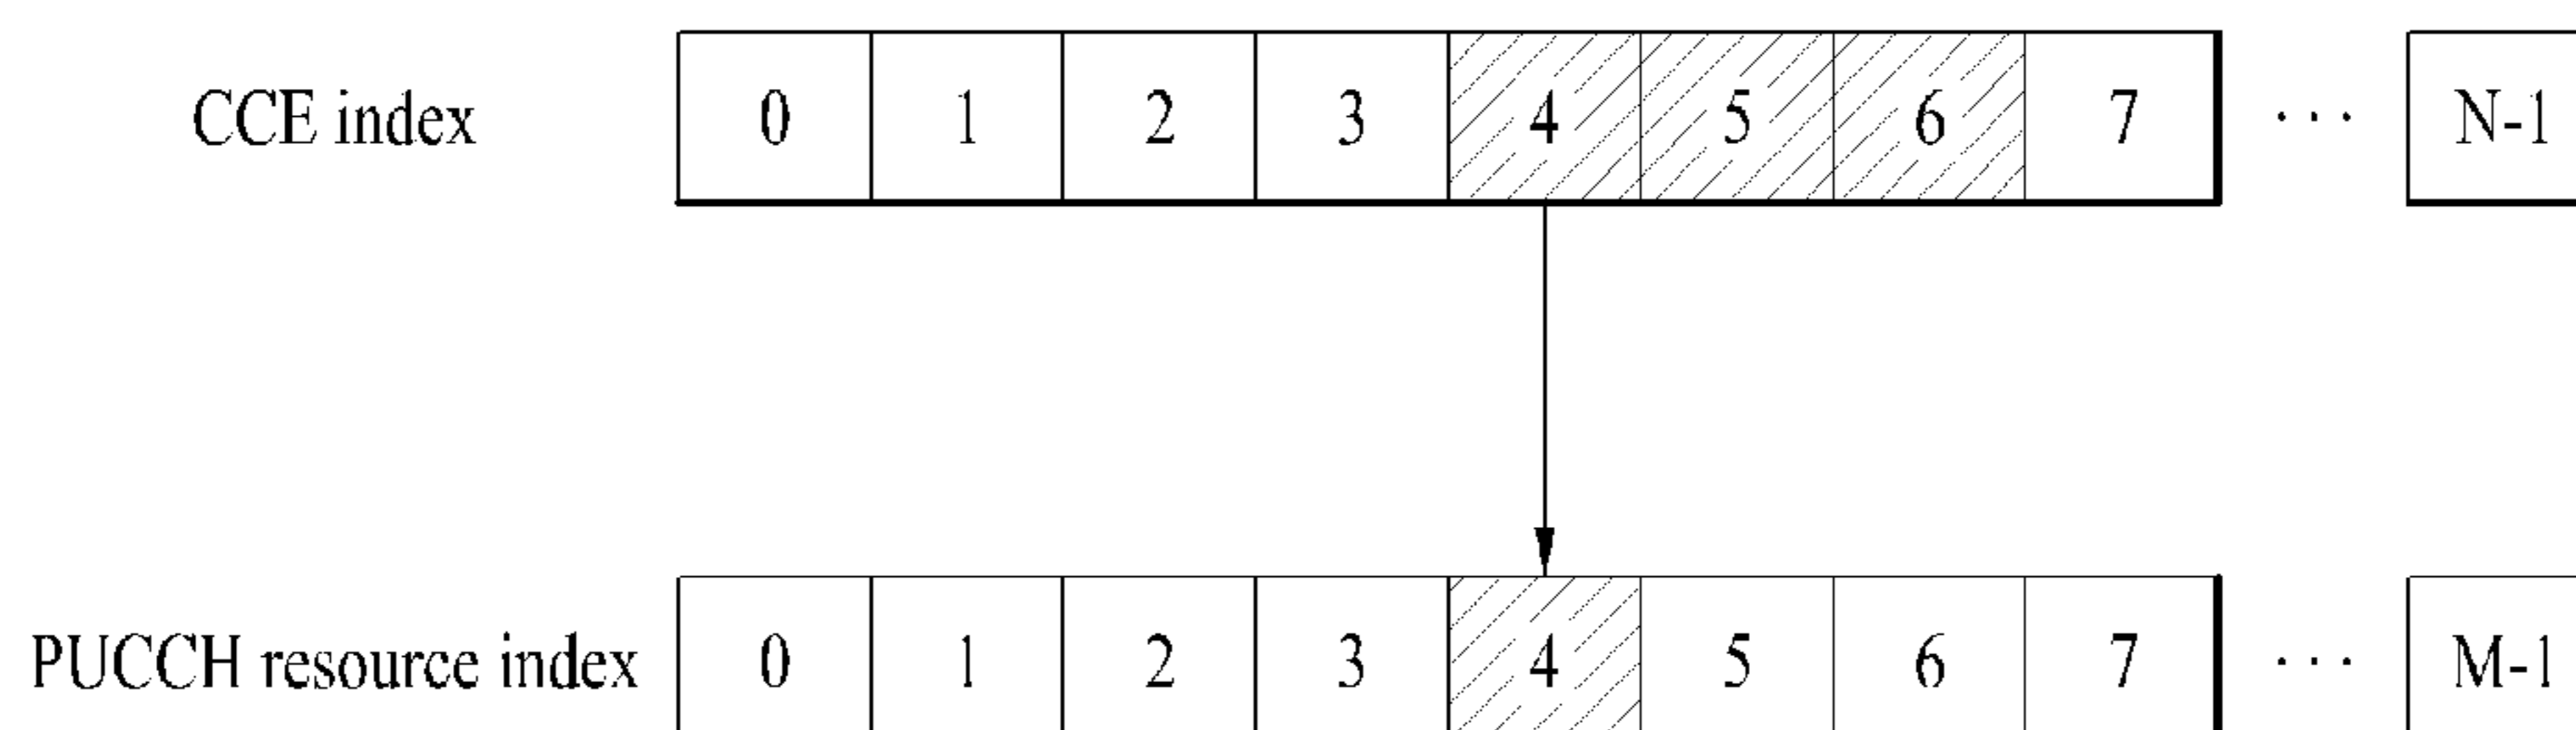 CCE index 0 1 2 3 4 5 6 7 ... N-1
PUCCH resource index 0 1 2 3 4 5 6 7 ... M-1